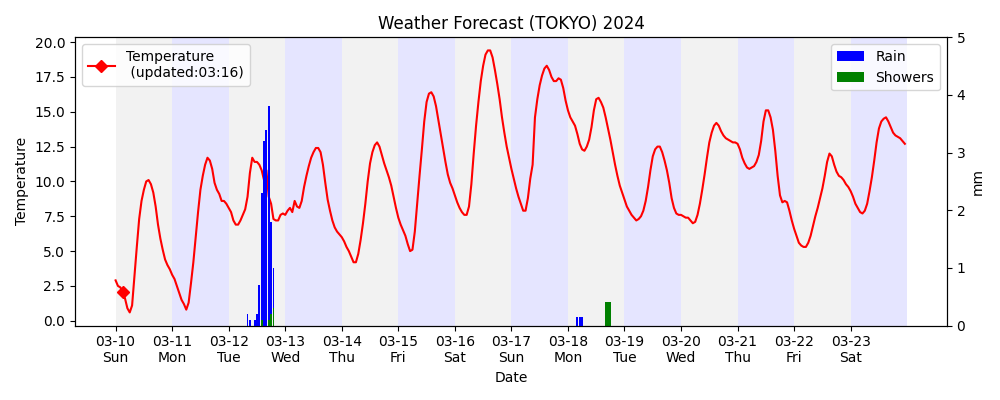 Weather Forecast (TOKYO) 2024
Temperature
(updated:03:16)
Rain
Showers
Temperature
20.0
17.5
15.0
12.5
10.0
7.5
5.0
2.5
0.0
5
4
3
2
1
0
mm
03-10 03-11 03-12 03-13 03-14 03-15 03-16 03-17 03-18 03-19 03-20 03-21 03-22 03-23
Sun Mon Tue Wed Thu Fri Sat Sun Mon Tue Wed Thu Fri Sat
Date